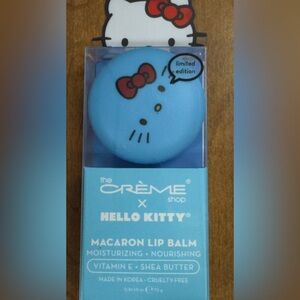 limited
edition
the
CRÈME
shop
X
HELLO KITTY®
MACARON LIP BALM
MOISTURIZING • NOURISHING
VITAMIN E • SHEA BUTTER
MADE IN KOREA • CRUELTY FREE